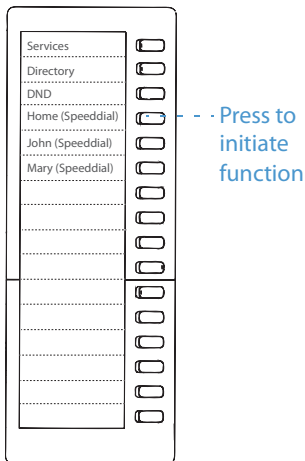 Services
Directory
DND
Home (Speeddial)
John (Speeddial)
Mary (Speeddial)
Press to
initiate
function